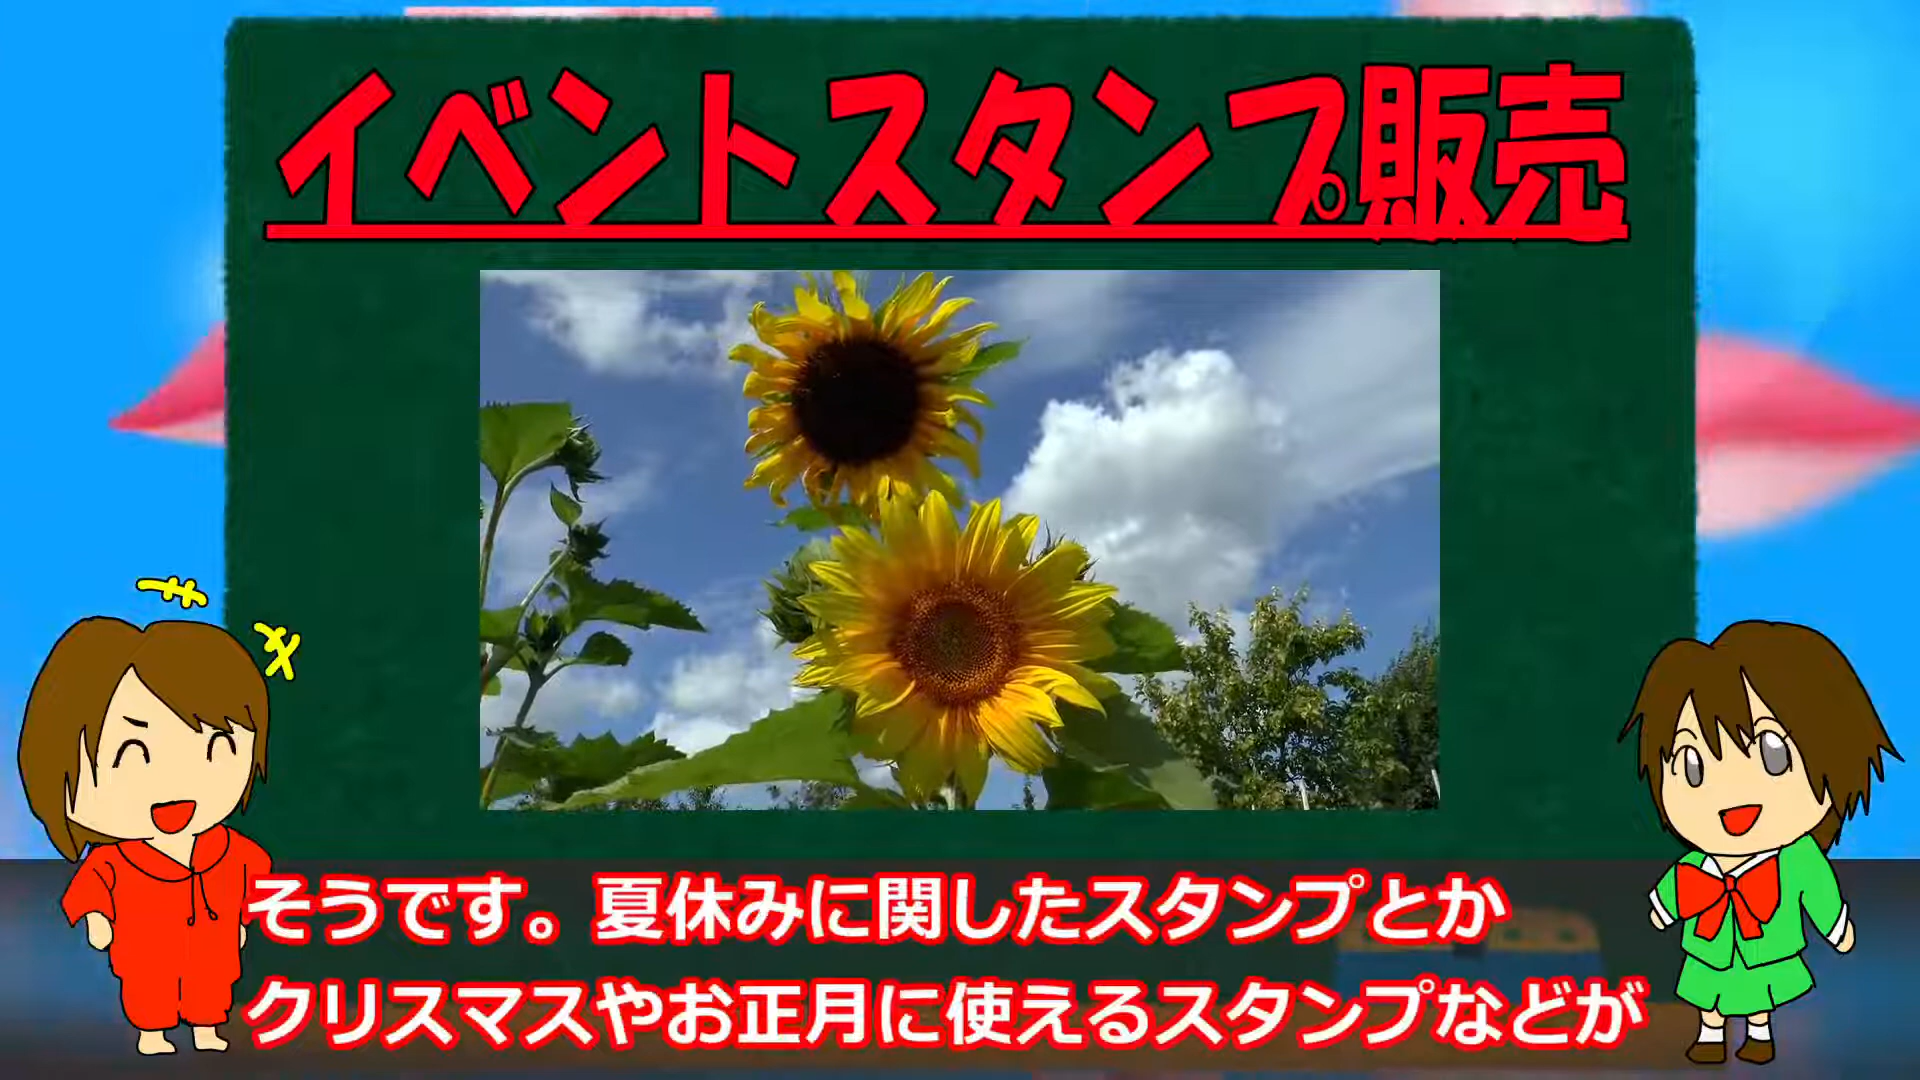 イベントスタンプ販売
そうです。夏休みに関したスタンプとか
クリスマスやお正月に使えるスタンプなどが